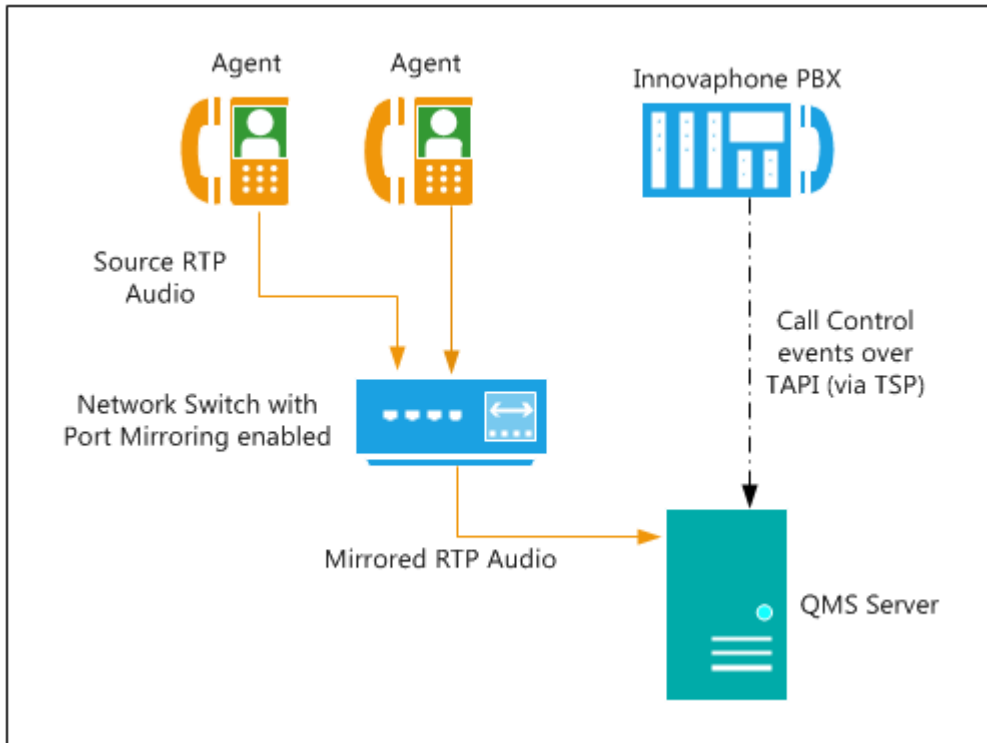 Agent
Agent
Innovaphone PBX
Source RTP
Audio
Call Control
events over
TAPI (via TSP)
Network Switch with
Port Mirroring enabled
Mirrored RTP Audio
QMS Server